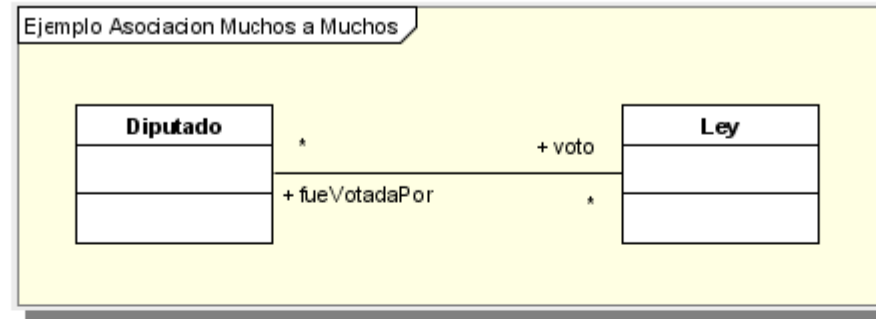 Ejemplo Asociacion Muchos a Muchos
Diputado
Ley
*
+ voto
+ fueVotadaPor
*